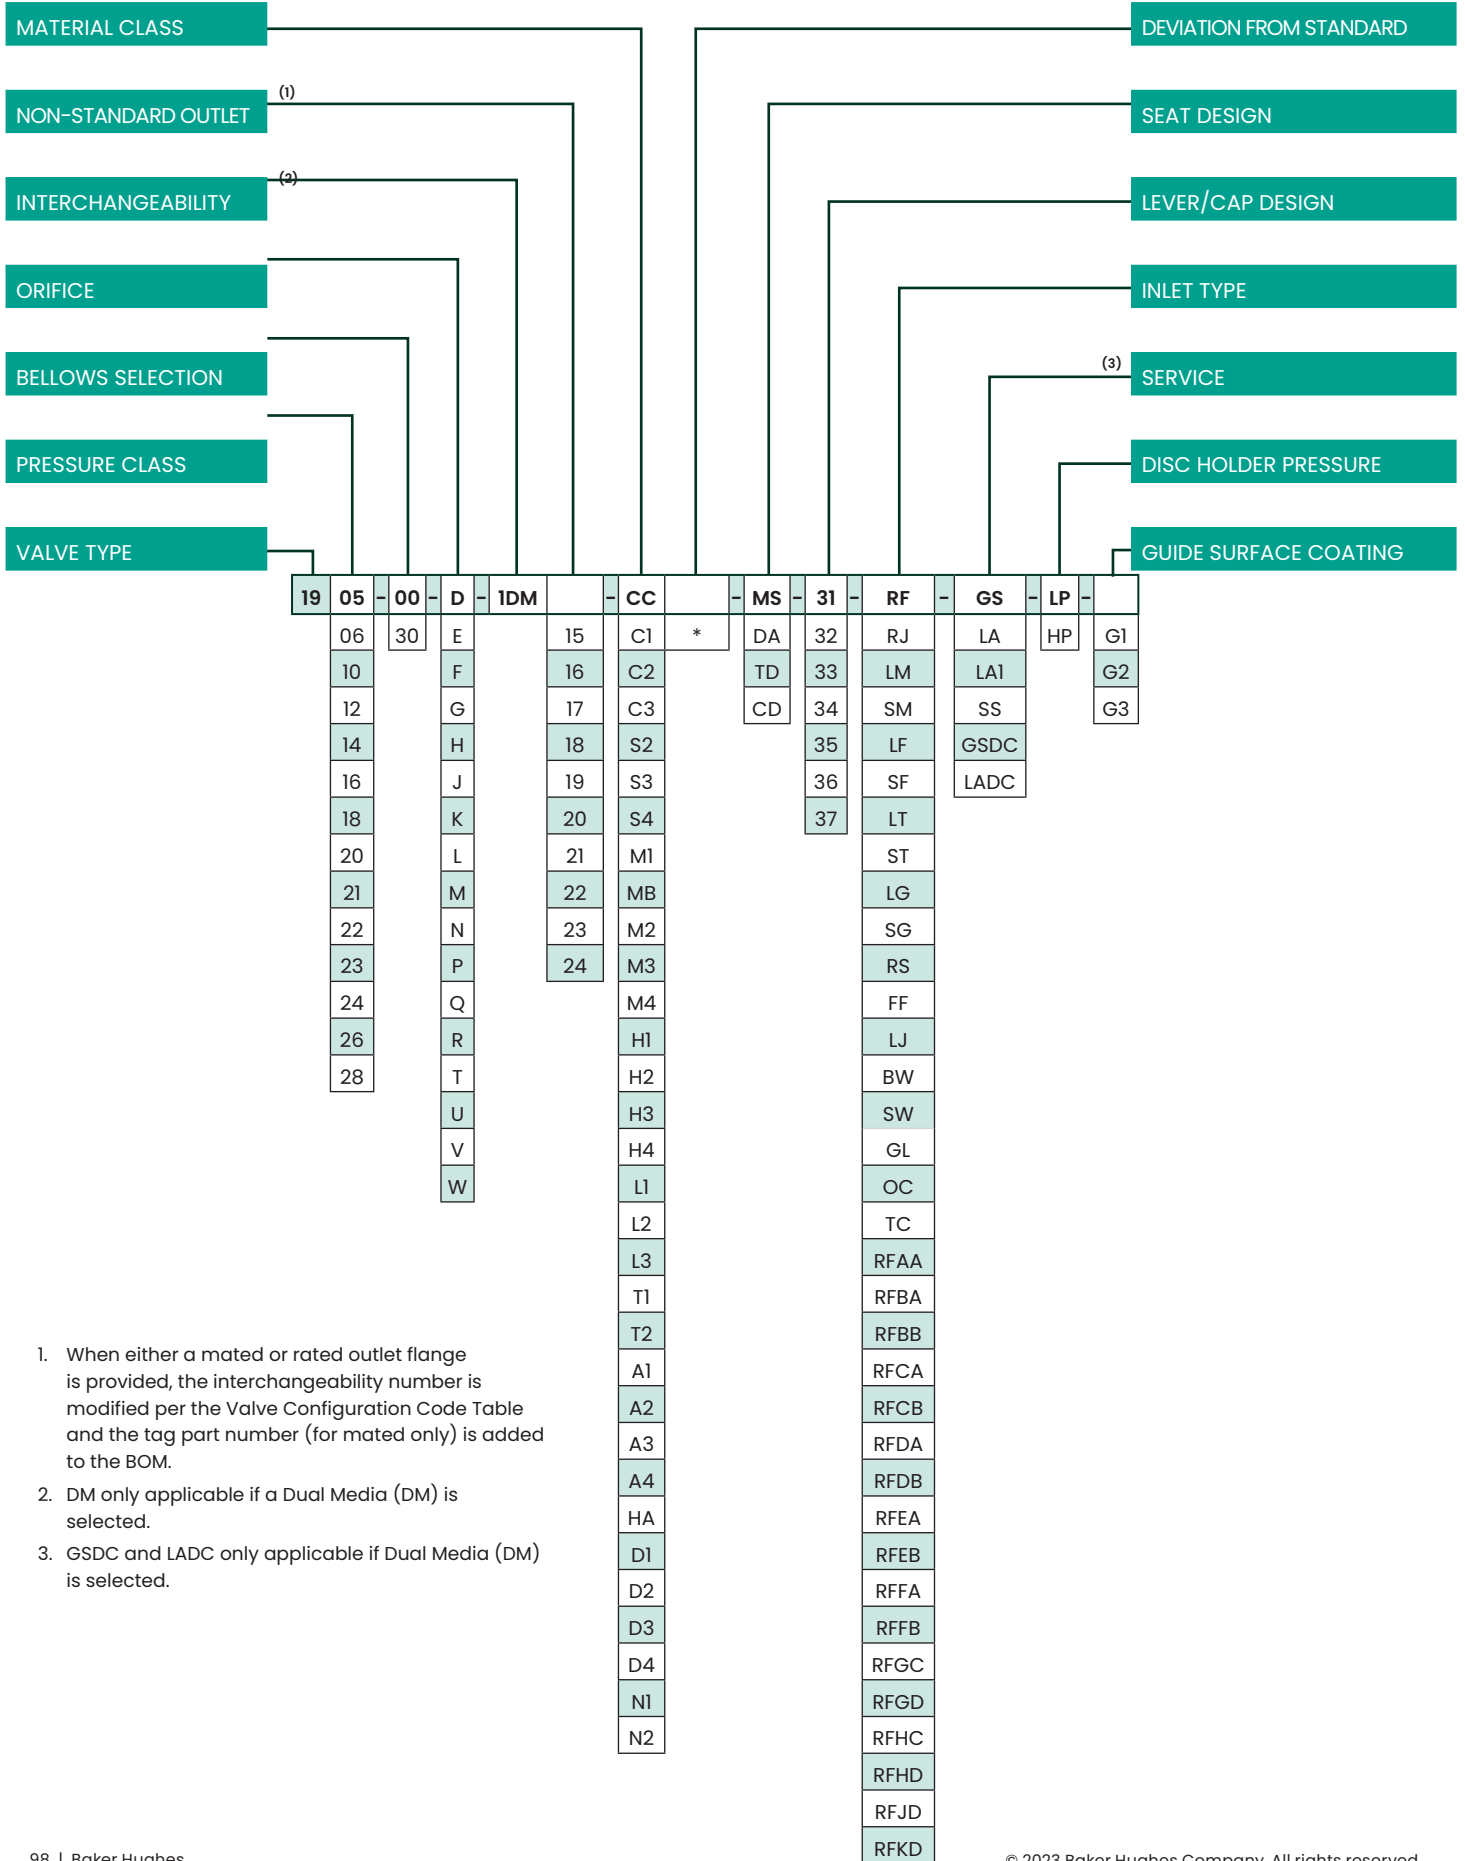 MATERIAL CLASS
DEVIATION FROM STANDARD
(1)
NON-STANDARD OUTLET
SEAT DESIGN
(2)
INTERCHANGEABILITY
LEVER/CAP DESIGN
ORIFICE
INLET TYPE
(3)
BELLOWS SELECTION
SERVICE
PRESSURE CLASS
DISC HOLDER PRESSURE
VALVE TYPE
GUIDE SURFACE COATING
19 05 - 00 - D - 1DM - CC - MS - 31 - RF - GS - LP -
06 30 E 15 C1 * DA 32 RJ LA HP G1
10 F 16 C2 TD 33 LM LA1 G2
12 G 17 C3 CD 34 SM SS G3
14 H 18 S2 35 LF GSDC
16 J 19 S3 36 SF LADC
18 K 20 S4 37 LT
20 L 21 M1 ST
21 M 22 MB LG
22 N 23 M2 SG
23 P 24 M3 RS
24 Q M4 FF
26 R H1 LJ
28 T H2 BW
U H3 SW
V H4 GL
W L1 OC
L2 TC
L3 RFAA
T1 RFBA
T2 RFBB
A1 RFCA
A2 RFCB
A3 RFDA
A4 RFDB
HA RFEA
D1 RFEB
D2 RFFA
D3 RFFB
D4 RFGC
N1 RFGD
N2 RFHC
RFHD
RFJD
RFKD
1. When either a mated or rated outlet flange
is provided, the interchangeability number is
modified per the Valve Configuration Code Table
and the tag part number (for mated only) is added
to the BOM.
2. DM only applicable if a Dual Media (DM) is
selected.
3. GSDC and LADC only applicable if Dual Media (DM)
is selected.
98 | Baker Hughes
© 2023 Baker Hughes Company. All rights reserved.